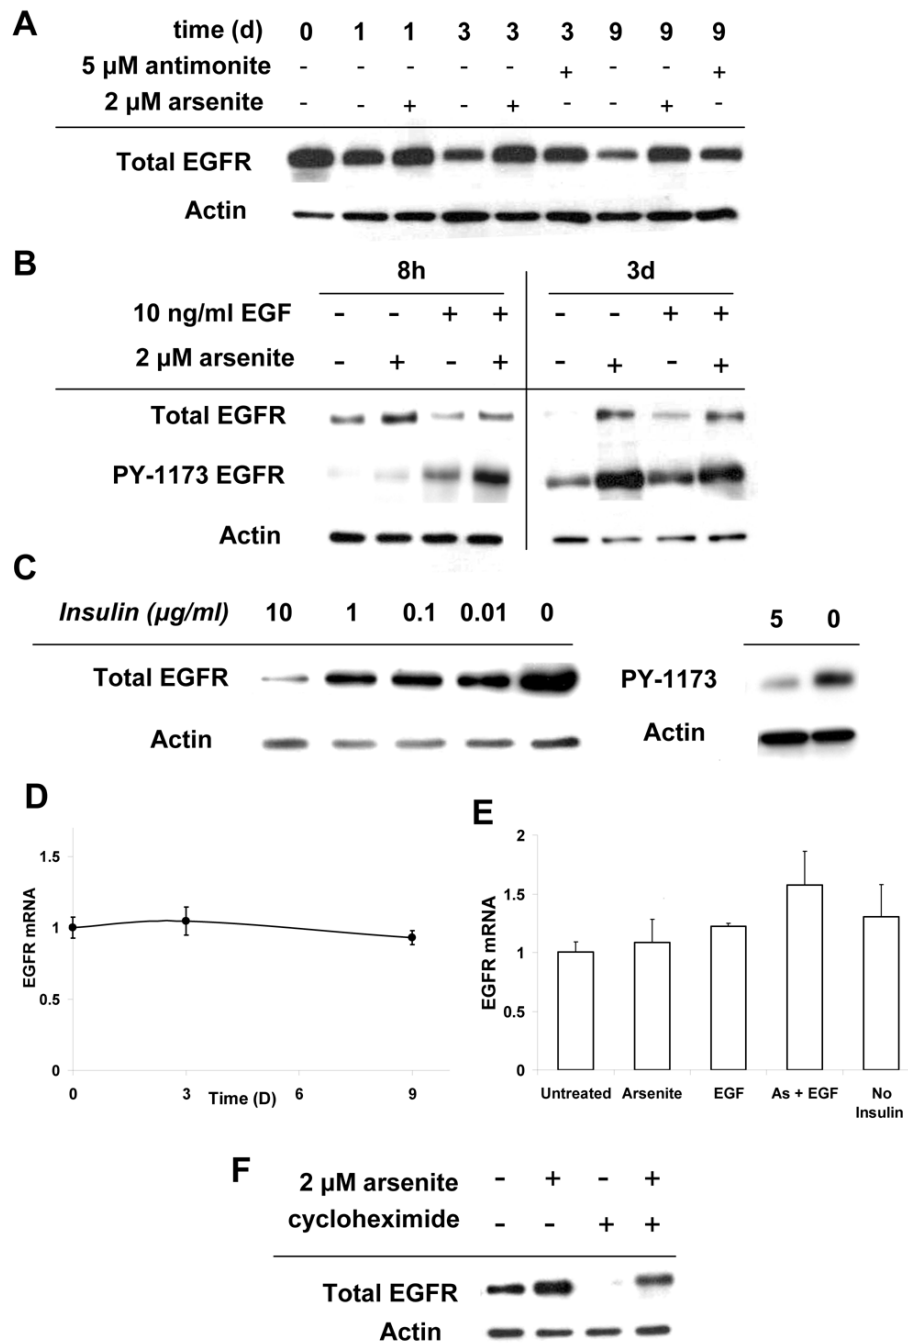 A
time (d) 0 1 1 3 3 3 9 9 9
5 µM antimonite - - - - - + - - +
2 µM arsenite - - + - + - - + -
Total EGFR
Actin
B
8h 3d
10 ng/ml EGF - - + + - - + +
2 µM arsenite - + - + - + - +
Total EGFR
PY-1173 EGFR
Actin
C
Insulin (µg/ml) 10 1 0.1 0.01 0 5 0
Total EGFR PY-1173
Actin Actin
D
EGFR mRNA
1.5
1
0.5
0
0 3 6 9
Time (D)
E
EGFR mRNA
2
1.5
1
0.5
0
Untreated Arsenite EGF As + EGF No
Insulin
F
2 µM arsenite - + - +
cycloheximide - - + +
Total EGFR
Actin